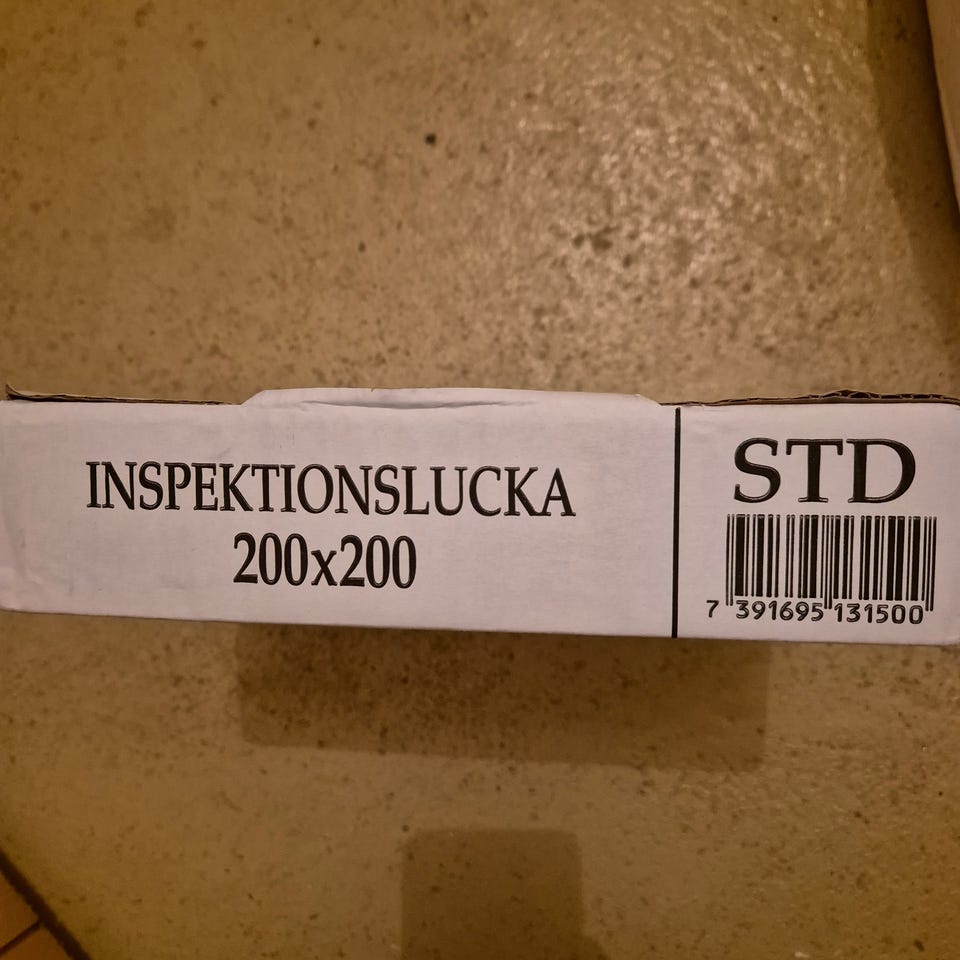 INSPEKTIONSLUCKA
200x200
STD
7 391695 131500